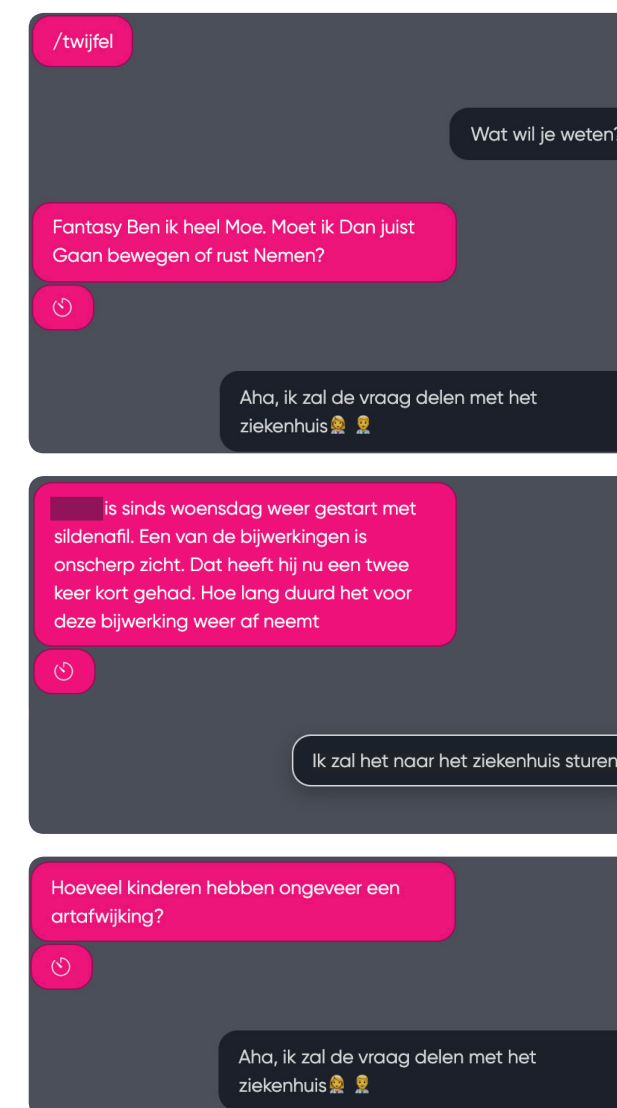 /twijfel
Wat wil je weten?
Fantasy Ben ik heel Moe. Moet ik Dan juist
Gaan bewegen of rust Nemen?
Aha, ik zal de vraag delen met het
ziekenhuis👩‍⚕️ 👨‍⚕️
is sinds woensdag weer gestart met
sildenafil. Een van de bijwerkingen is
onscherp zicht. Dat heeft hij nu een twee
keer kort gehad. Hoe lang duurd het voor
deze bijwerking weer af neemt
Ik zal het naar het ziekenhuis sturen
Hoeveel kinderen hebben ongeveer een
artafwijking?
Aha, ik zal de vraag delen met het
ziekenhuis👩‍⚕️ 👨‍⚕️